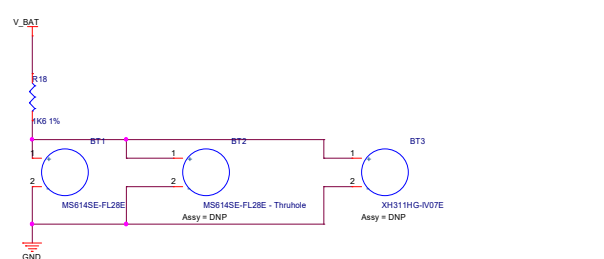 V_BAT
R18
1K6 1%
BT1
BT2
BT3
1
1
1
2
2
2
MS614SE-FL28E
MS614SE-FL28E - Thruhole
XH311HG-IV07E
Assy = DNP
Assy = DNP
GND